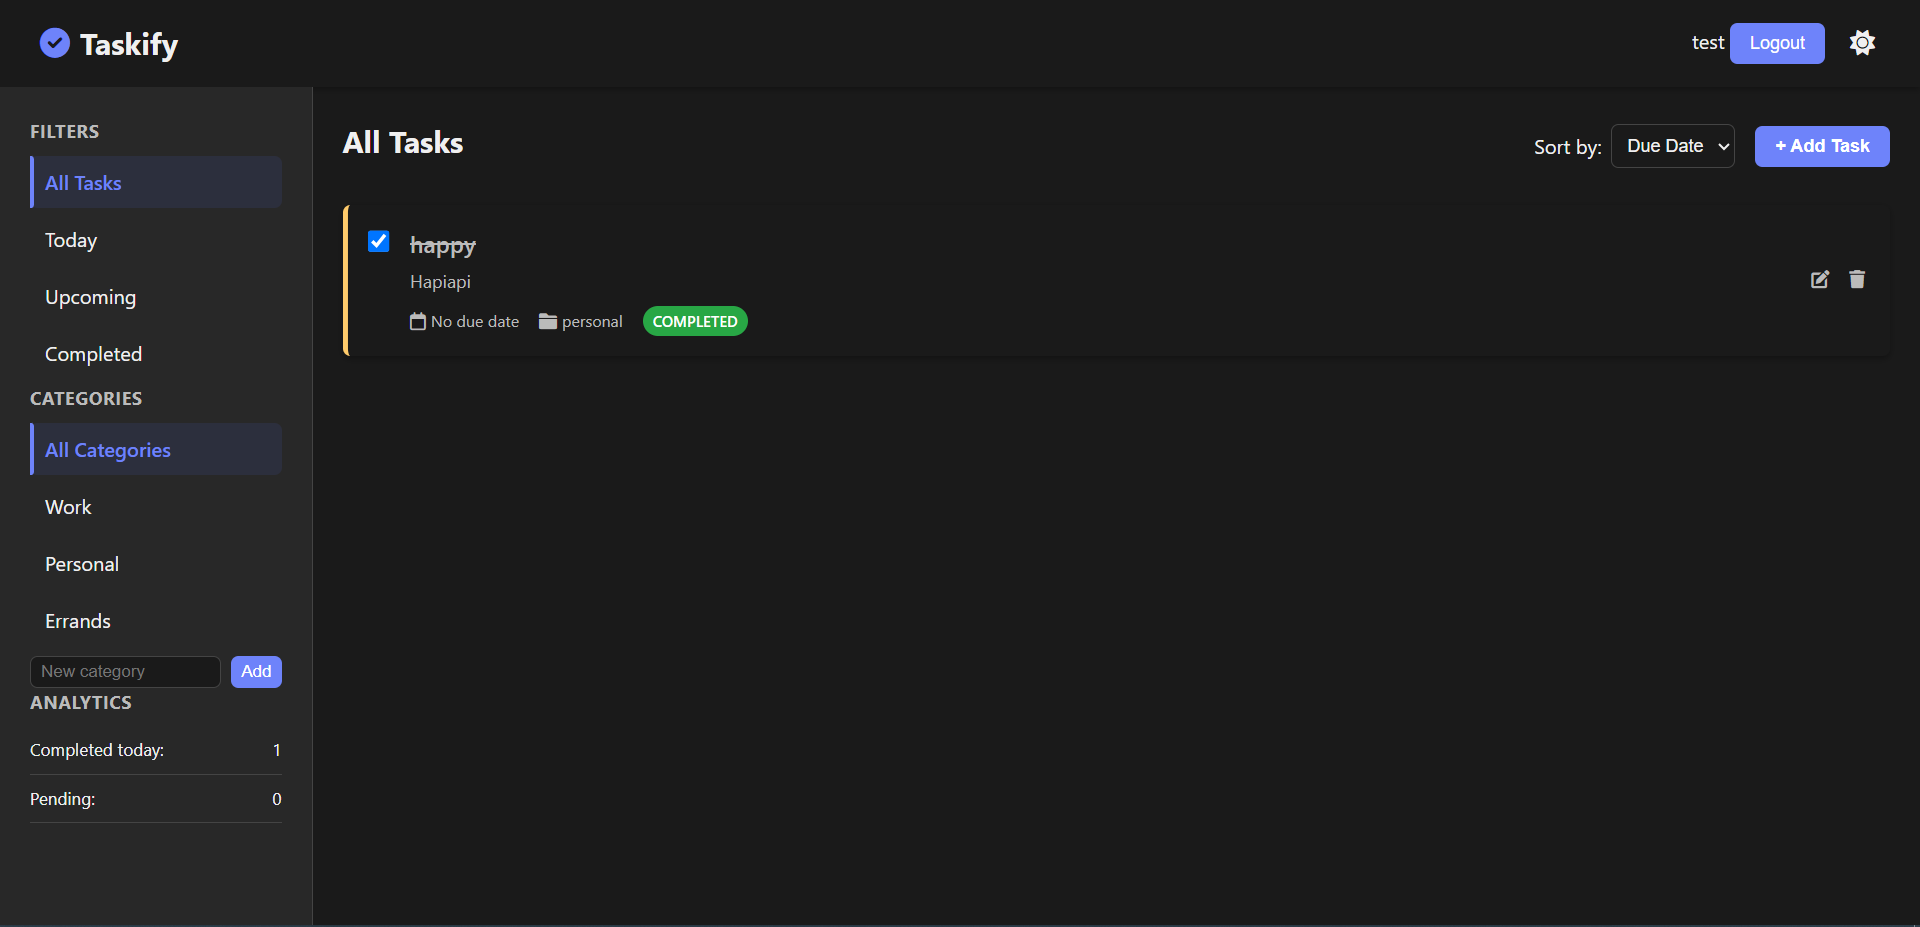 Taskify
test Logout
FILTERS
All Tasks
Today
Upcoming
Completed
CATEGORIES
All Categories
Work
Personal
Errands
New category Add
ANALYTICS
Completed today: 1
Pending: 0
All Tasks
Sort by: Due Date + Add Task
happy
Hapiapi
No due date personal COMPLETED